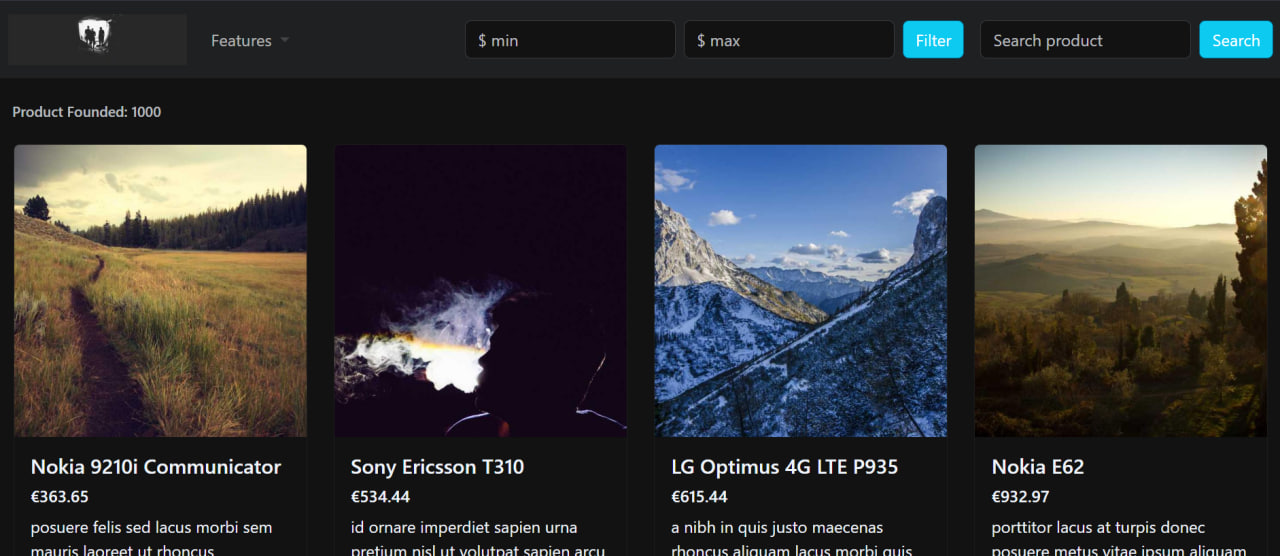 Features
$ min
$ max
Filter
Search product
Search
Product Founded: 1000
Nokia 9210i Communicator
€363.65
posuere felis sed lacus morbi sem
mauris laoreet ut rhoncus
Sony Ericsson T310
€534.44
id ornare imperdiet sapien urna
pretium nisl ut volutpat sapien arcu
LG Optimus 4G LTE P935
€615.44
a nibh in quis justo maecenas
rhoncus aliquam lacus morbi quis
Nokia E62
€932.97
porttitor lacus at turpis donec
posuere metus vitae ipsum aliquam